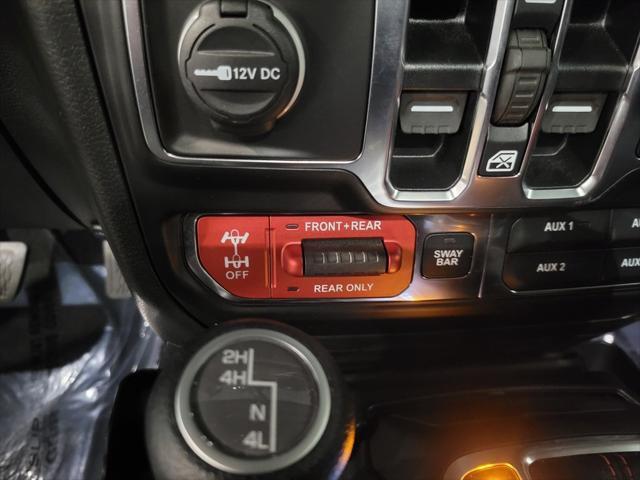 12V DC
FRONT+REAR
OFF
REAR ONLY
SWAY
BAR
AUX 1
AUX 2
2H
4H
N
4L